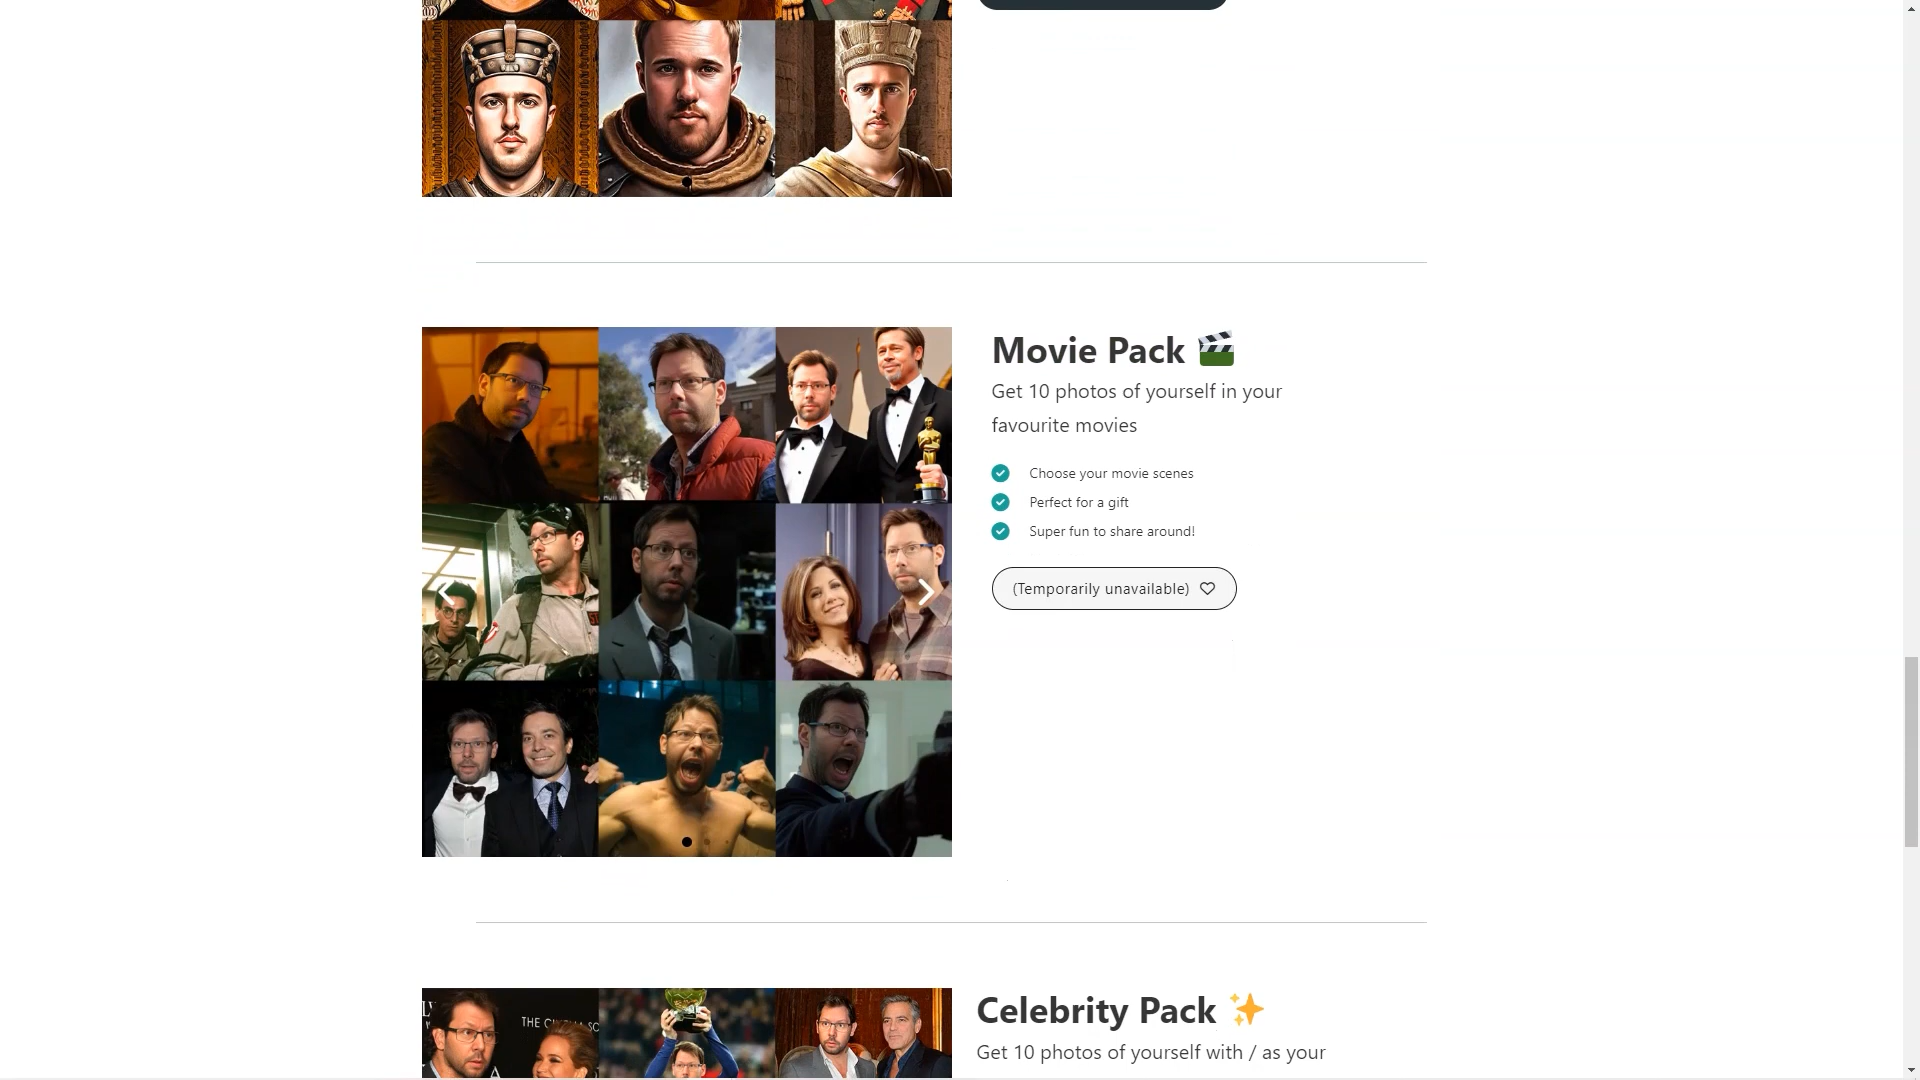 Movie Pack 🎬
Get 10 photos of yourself in your
favourite movies
Choose your movie scenes
Perfect for a gift
Super fun to share around!
(Temporarily unavailable)
THE
Celebrity Pack ✨
Get 10 photos of yourself with / as your